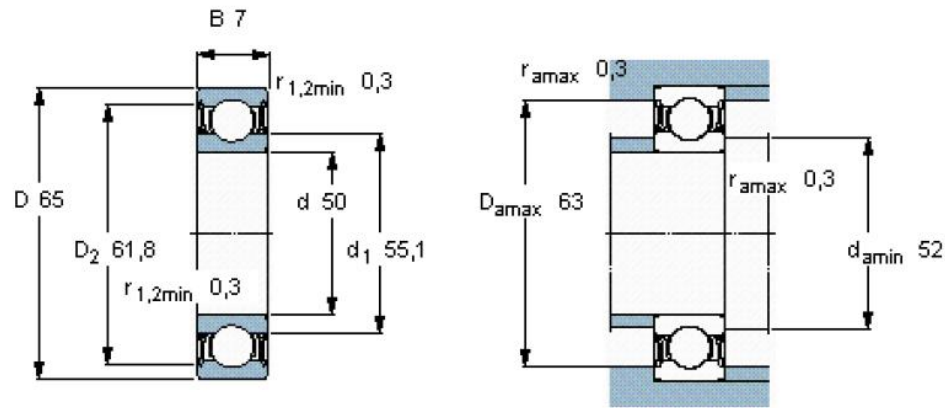 B 7
r1,2min 0,3
D 65
D2 61,8
d 50
d1 55,1
r1,2min 0,3
ramax 0,3
Damax 63
ramax 0,3
damin 52